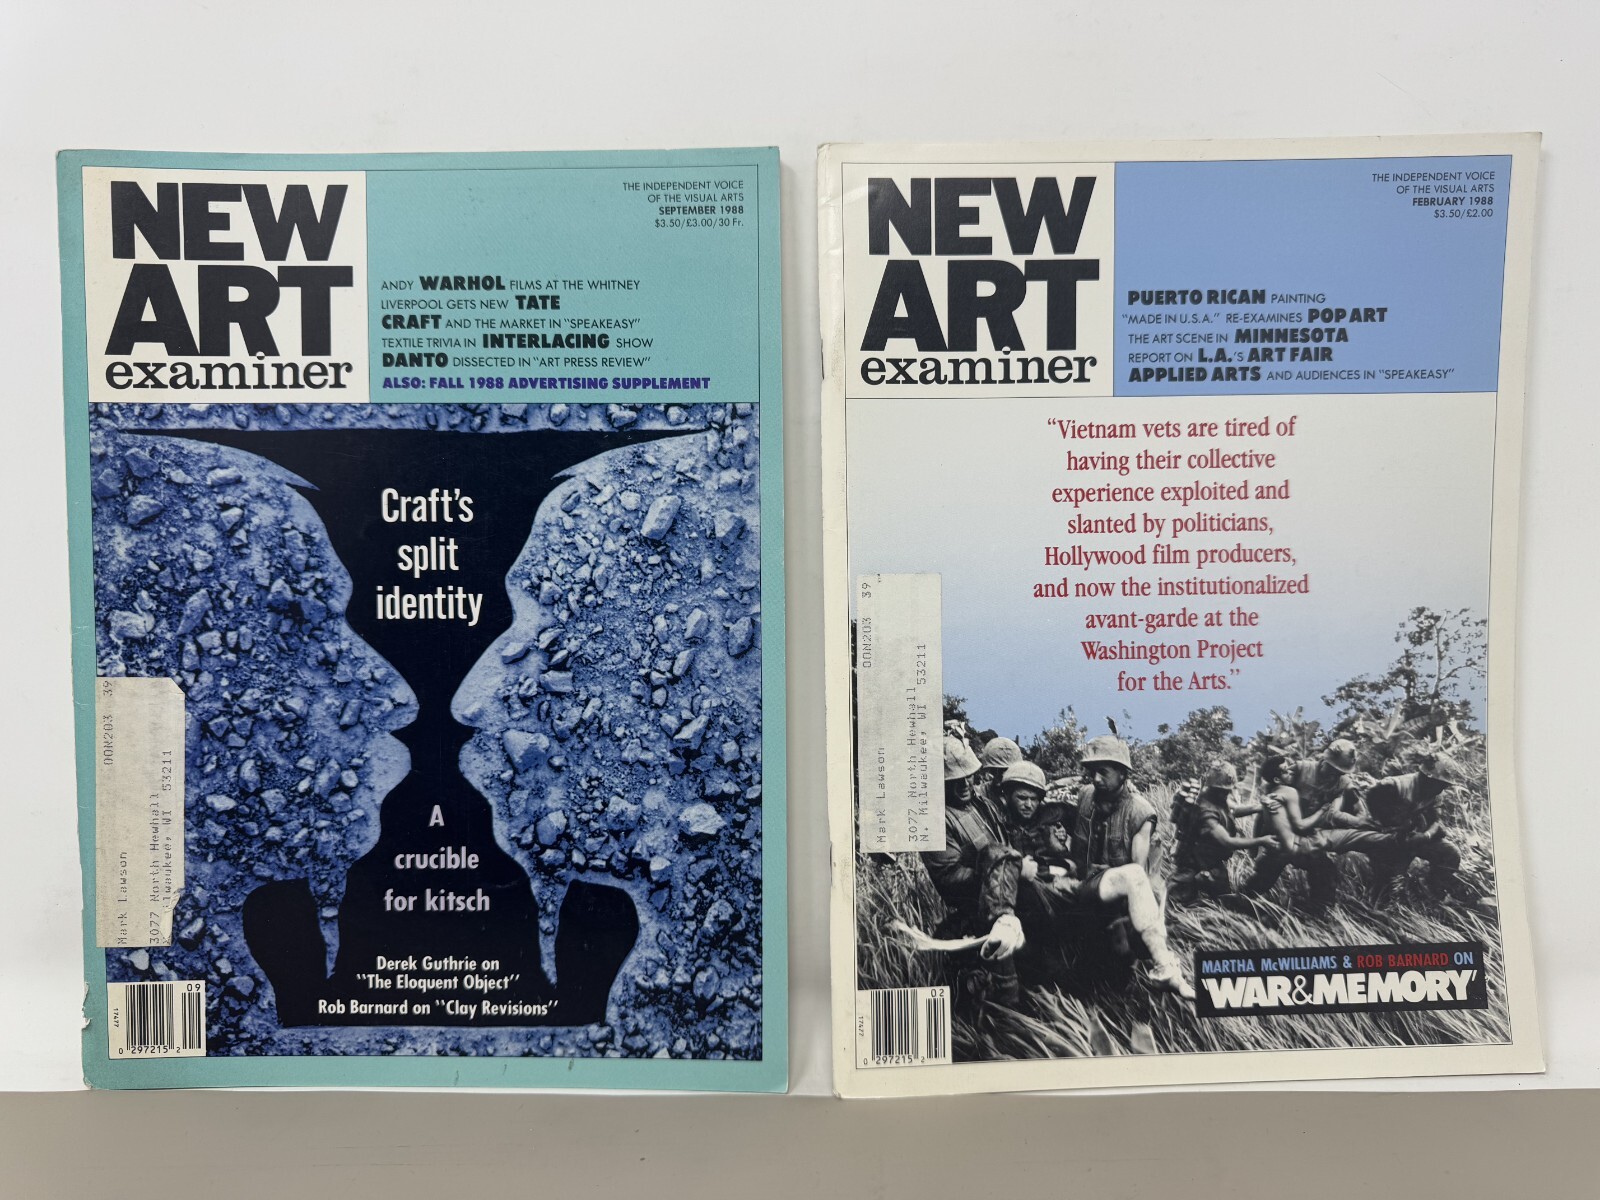 NEW
ART
examiner
THE INDEPENDENT VOICE
OF THE VISUAL ARTS
SEPTEMBER 1988
$3.50/£3.00/30 Fr.
ANDY WARHOL FILMS AT THE WHITNEY
LIVERPOOL GETS NEW TATE
CRAFT AND THE MARKET IN "SPEAKEASY"
TEXTILE TRIVIA IN INTERLACING SHOW
DANTO DISSECTED IN "ART PRESS REVIEW"
ALSO: FALL 1988 ADVERTISING SUPPLEMENT
Craft's
split
identity
A
crucible
for kitsch
Derek Guthrie on
"The Eloquent Object"
Rob Barnard on "Clay Revisions"
OON203 39
Mark Lawson
3077 North Hewhall
ilwaukee, WI 53211
09
17477
0 297215 2
NEW
ART
examiner
THE INDEPENDENT VOICE
OF THE VISUAL ARTS
FEBRUARY 1988
$3.50/£2.00
PUERTO RICAN PAINTING
"MADE IN U.S.A." RE-EXAMINES POP ART
THE ART SCENE IN MINNESOTA
REPORT ON L.A.'S ART FAIR
APPLIED ARTS AND AUDIENCES IN "SPEAKEASY"
"Vietnam vets are tired of
having their collective
experience exploited and
slanted by politicians,
Hollywood film producers,
and now the institutionalized
avant-garde at the
Washington Project
for the Arts."
OON203 39
Mark Lawson
3077 North Hewhall
N. Milwaukee, WI 53211
MARTHA McWILLIAMS & ROB BARNARD ON
'WAR & MEMORY'
02
17477
0 297215 2